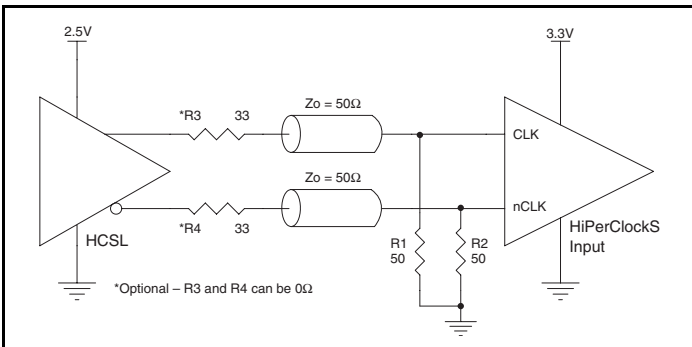 2.5V
3.3V
*R3 33
Zo = 50Ω
CLK
Zo = 50Ω
*R4 33
nCLK
HCSL
R1
50
R2
50
HiPerClockS
Input
*Optional – R3 and R4 can be 0Ω